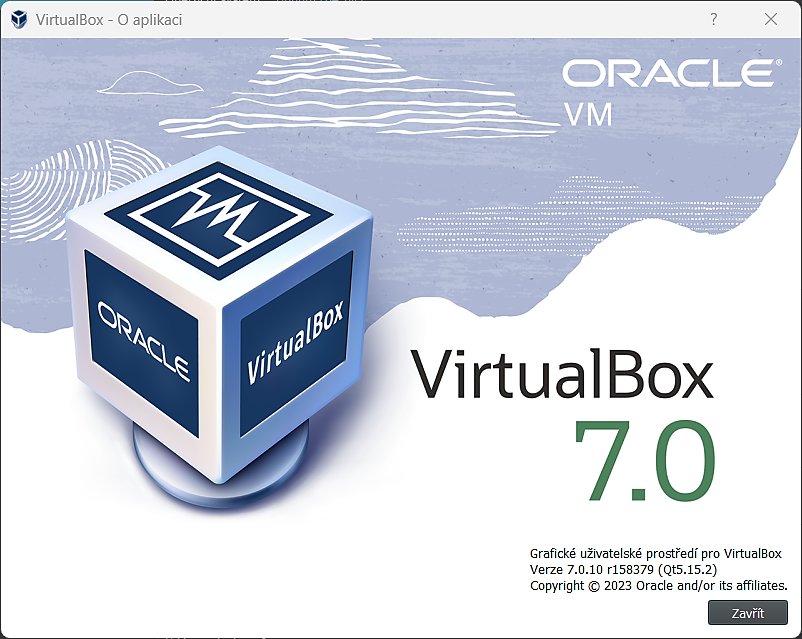 VirtualBox - O aplikaci
?
ORACLE®
VM
ORACLE
VirtualBox
VirtualBox
7.0
Grafické uživatelské prostředí pro VirtualBox
Verze 7.0.10 r158379 (Qt5.15.2)
Copyright © 2023 Oracle and/or its affiliates.
Zavřít